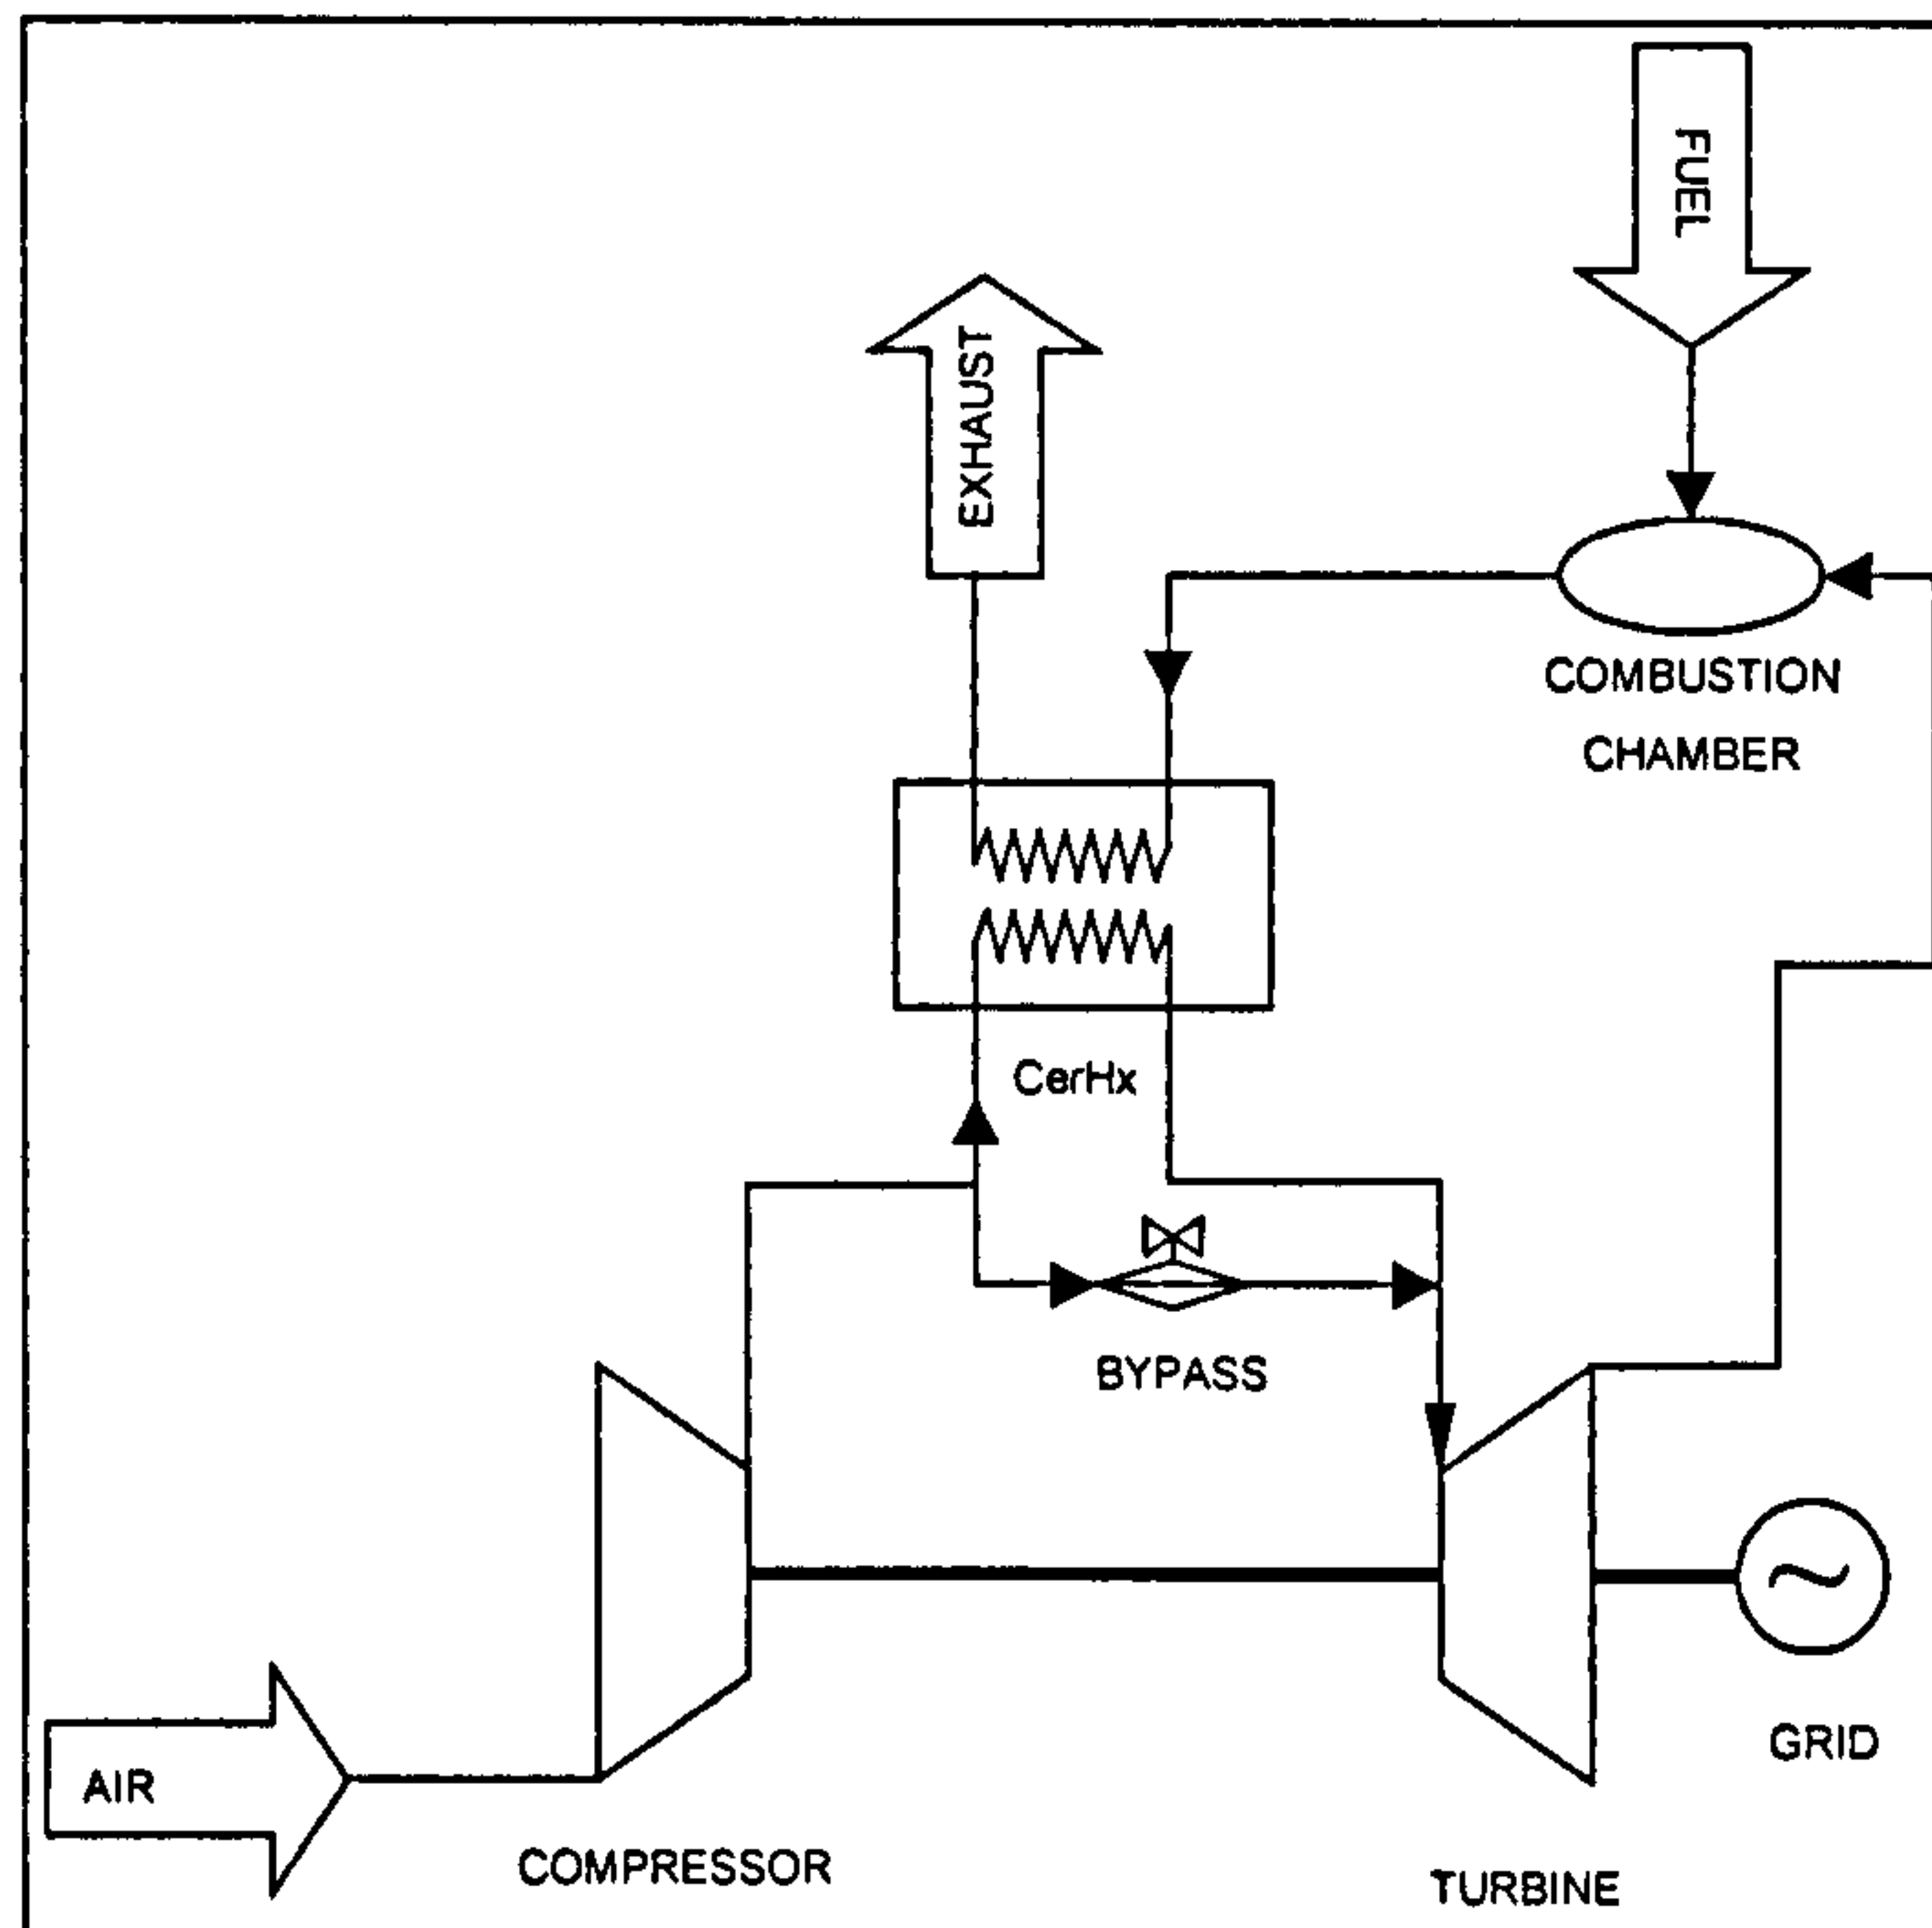 FUEL
EXHAUST
COMBUSTION
CHAMBER
CerHx
BYPASS
~
GRID
AIR
COMPRESSOR
TURBINE